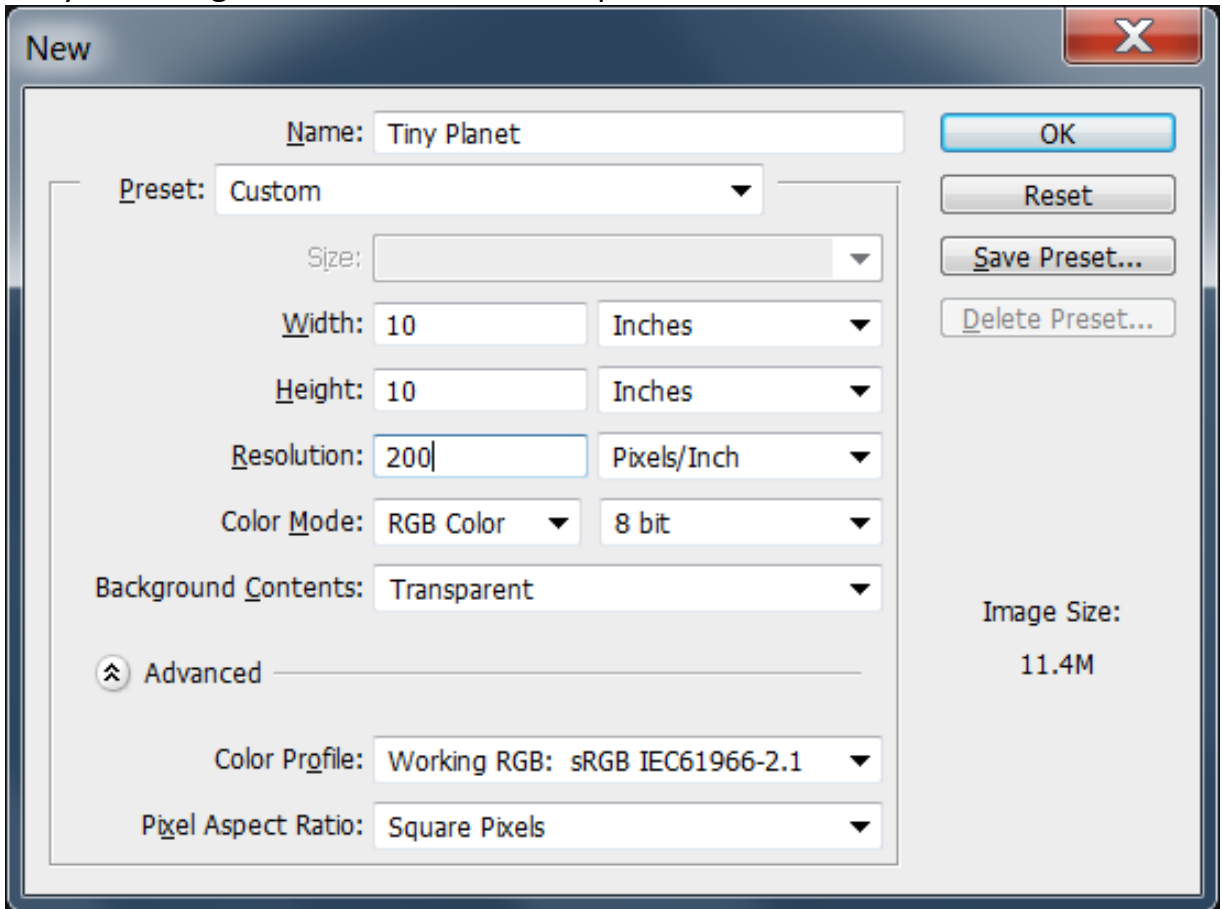 New
Name: Tiny Planet
OK
Preset: Custom
Reset
Size:
Save Preset...
Width: 10 Inches
Delete Preset...
Height: 10 Inches
Resolution: 200 Pixels/Inch
Color Mode: RGB Color 8 bit
Background Contents: Transparent
Image Size:
11.4M
Advanced
Color Profile: Working RGB: sRGB IEC61966-2.1
Pixel Aspect Ratio: Square Pixels